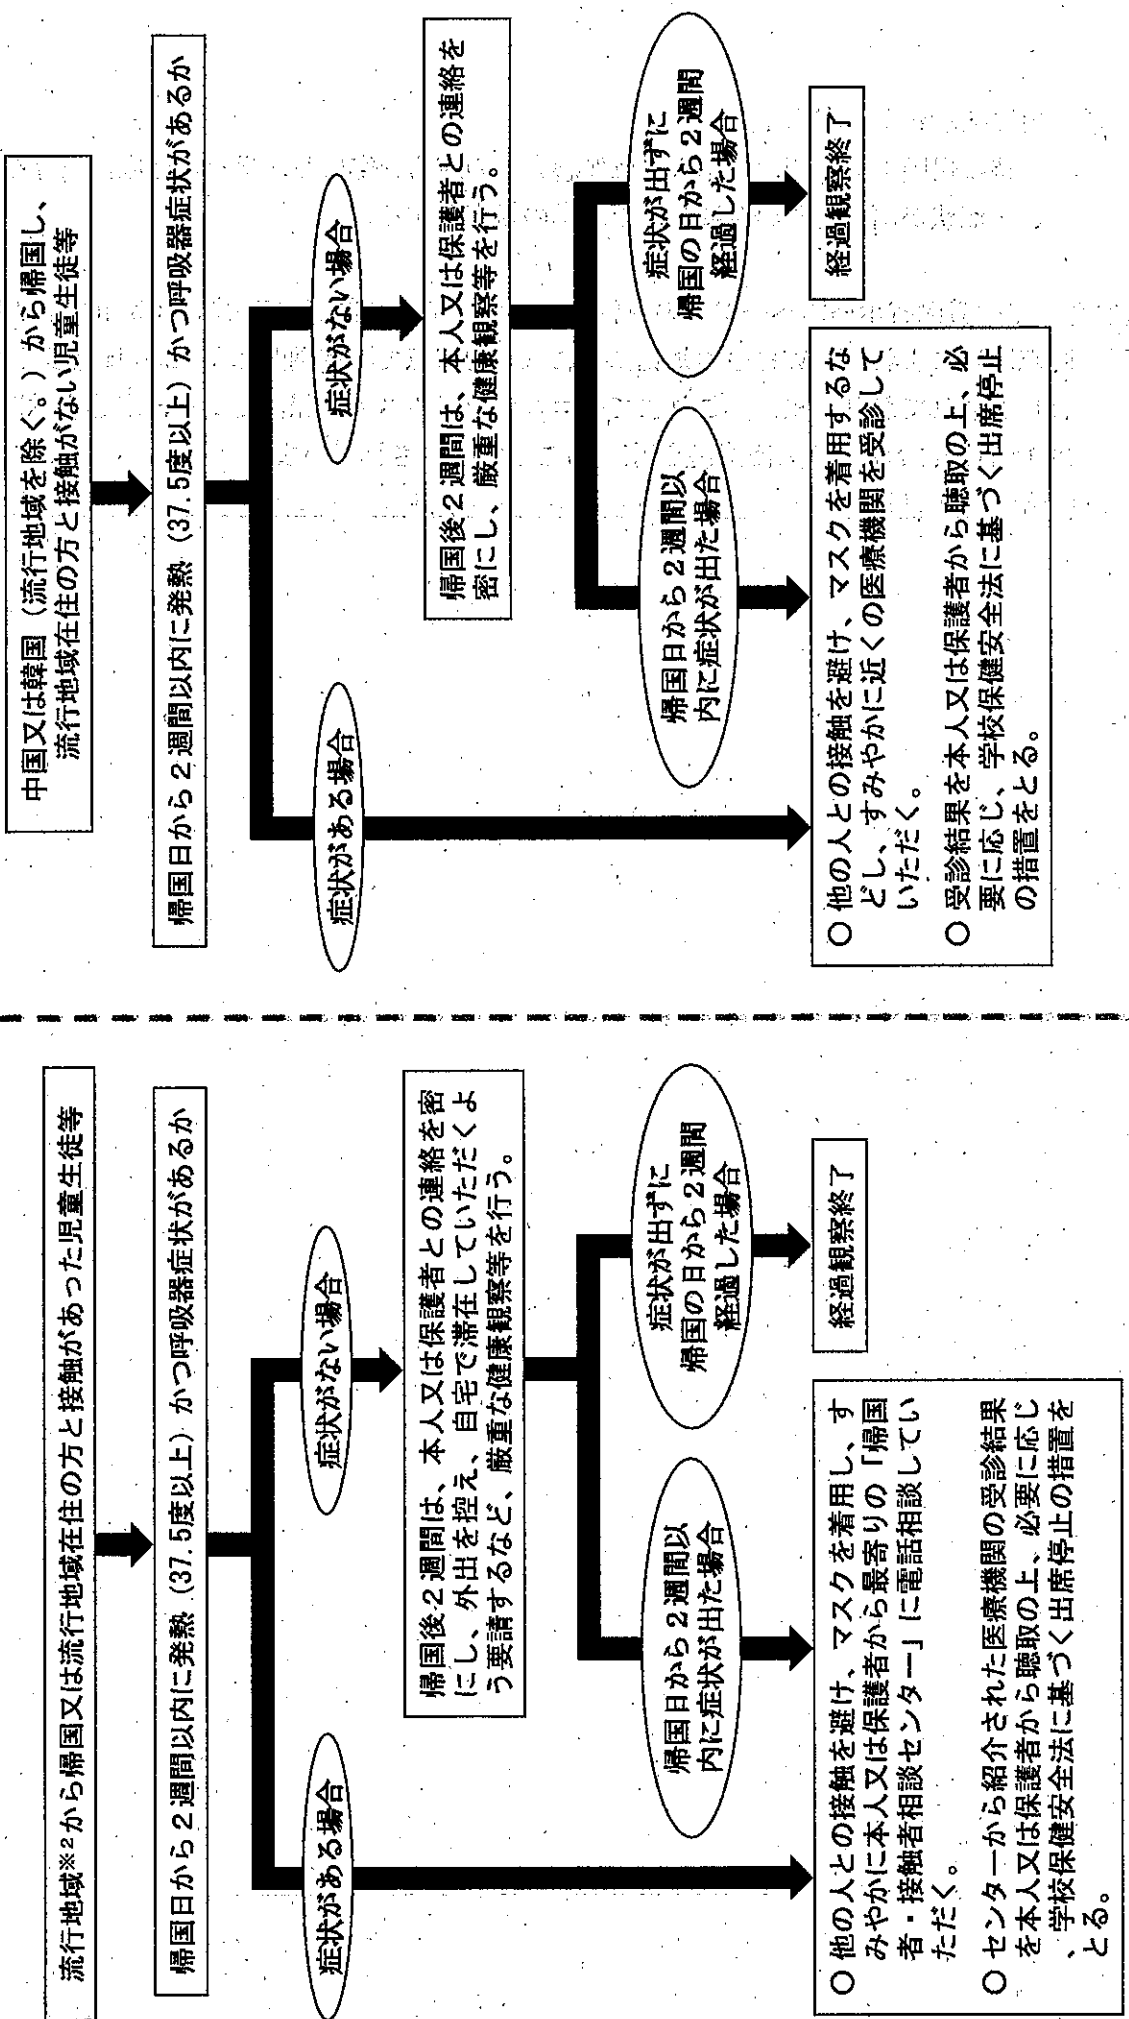 流行地域※2から帰国又は流行地域在住の方と接触があった児童生徒等
帰国日から2週間以内に発熱(37.5度以上)かつ呼吸器症状があるか
症状がある場合
症状がない場合
帰国後2週間は、本人又は保護者との連絡を密
にし、外出を控え、自宅で滞在していただくよ
う要請するなど、厳重な健康観察等を行う。
帰国日から2週間以
内に症状が出た場合
症状が出ずに
帰国の日から2週間
経過した場合
○ 他の人との接触を避け、マスクを着用し、す
みやかに本人又は保護者から最寄りの「帰国
者・接触者相談センター」に電話相談してい
ただく。
○ センターから紹介された医療機関の受診結果
を本人又は保護者から聴取の上、必要に応じ
、学校保健安全法に基づく出席停止の措置を
とる。
経過観察終了
中国又は韓国(流行地域を除く。)から帰国し、
流行地域在住の方と接触がない児童生徒等
帰国日から2週間以内に発熱(37.5度以上)かつ呼吸器症状があるか
症状がある場合
症状がない場合
帰国後2週間は、本人又は保護者との連絡を
密にし、厳重な健康観察等を行う。
帰国日から2週間以
内に症状が出た場合
症状が出ずに
帰国の日から2週間
経過した場合
○ 他の人との接触を避け、マスクを着用するな
どし、すみやかに近くの医療機関を受診して
いただく。
○ 受診結果を本人又は保護者から聴取の上、必
要に応じ、学校保健安全法に基づく出席停止
の措置をとる。
経過観察終了